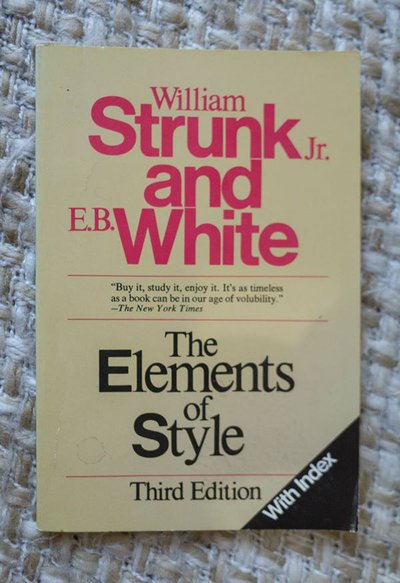 William
Strunk Jr.
and
E.B. White
"Buy it, study it, enjoy it. It's as timeless
as a book can be in our age of volubility."
—The New York Times
The
Elements
of
Style
Third Edition
With Index